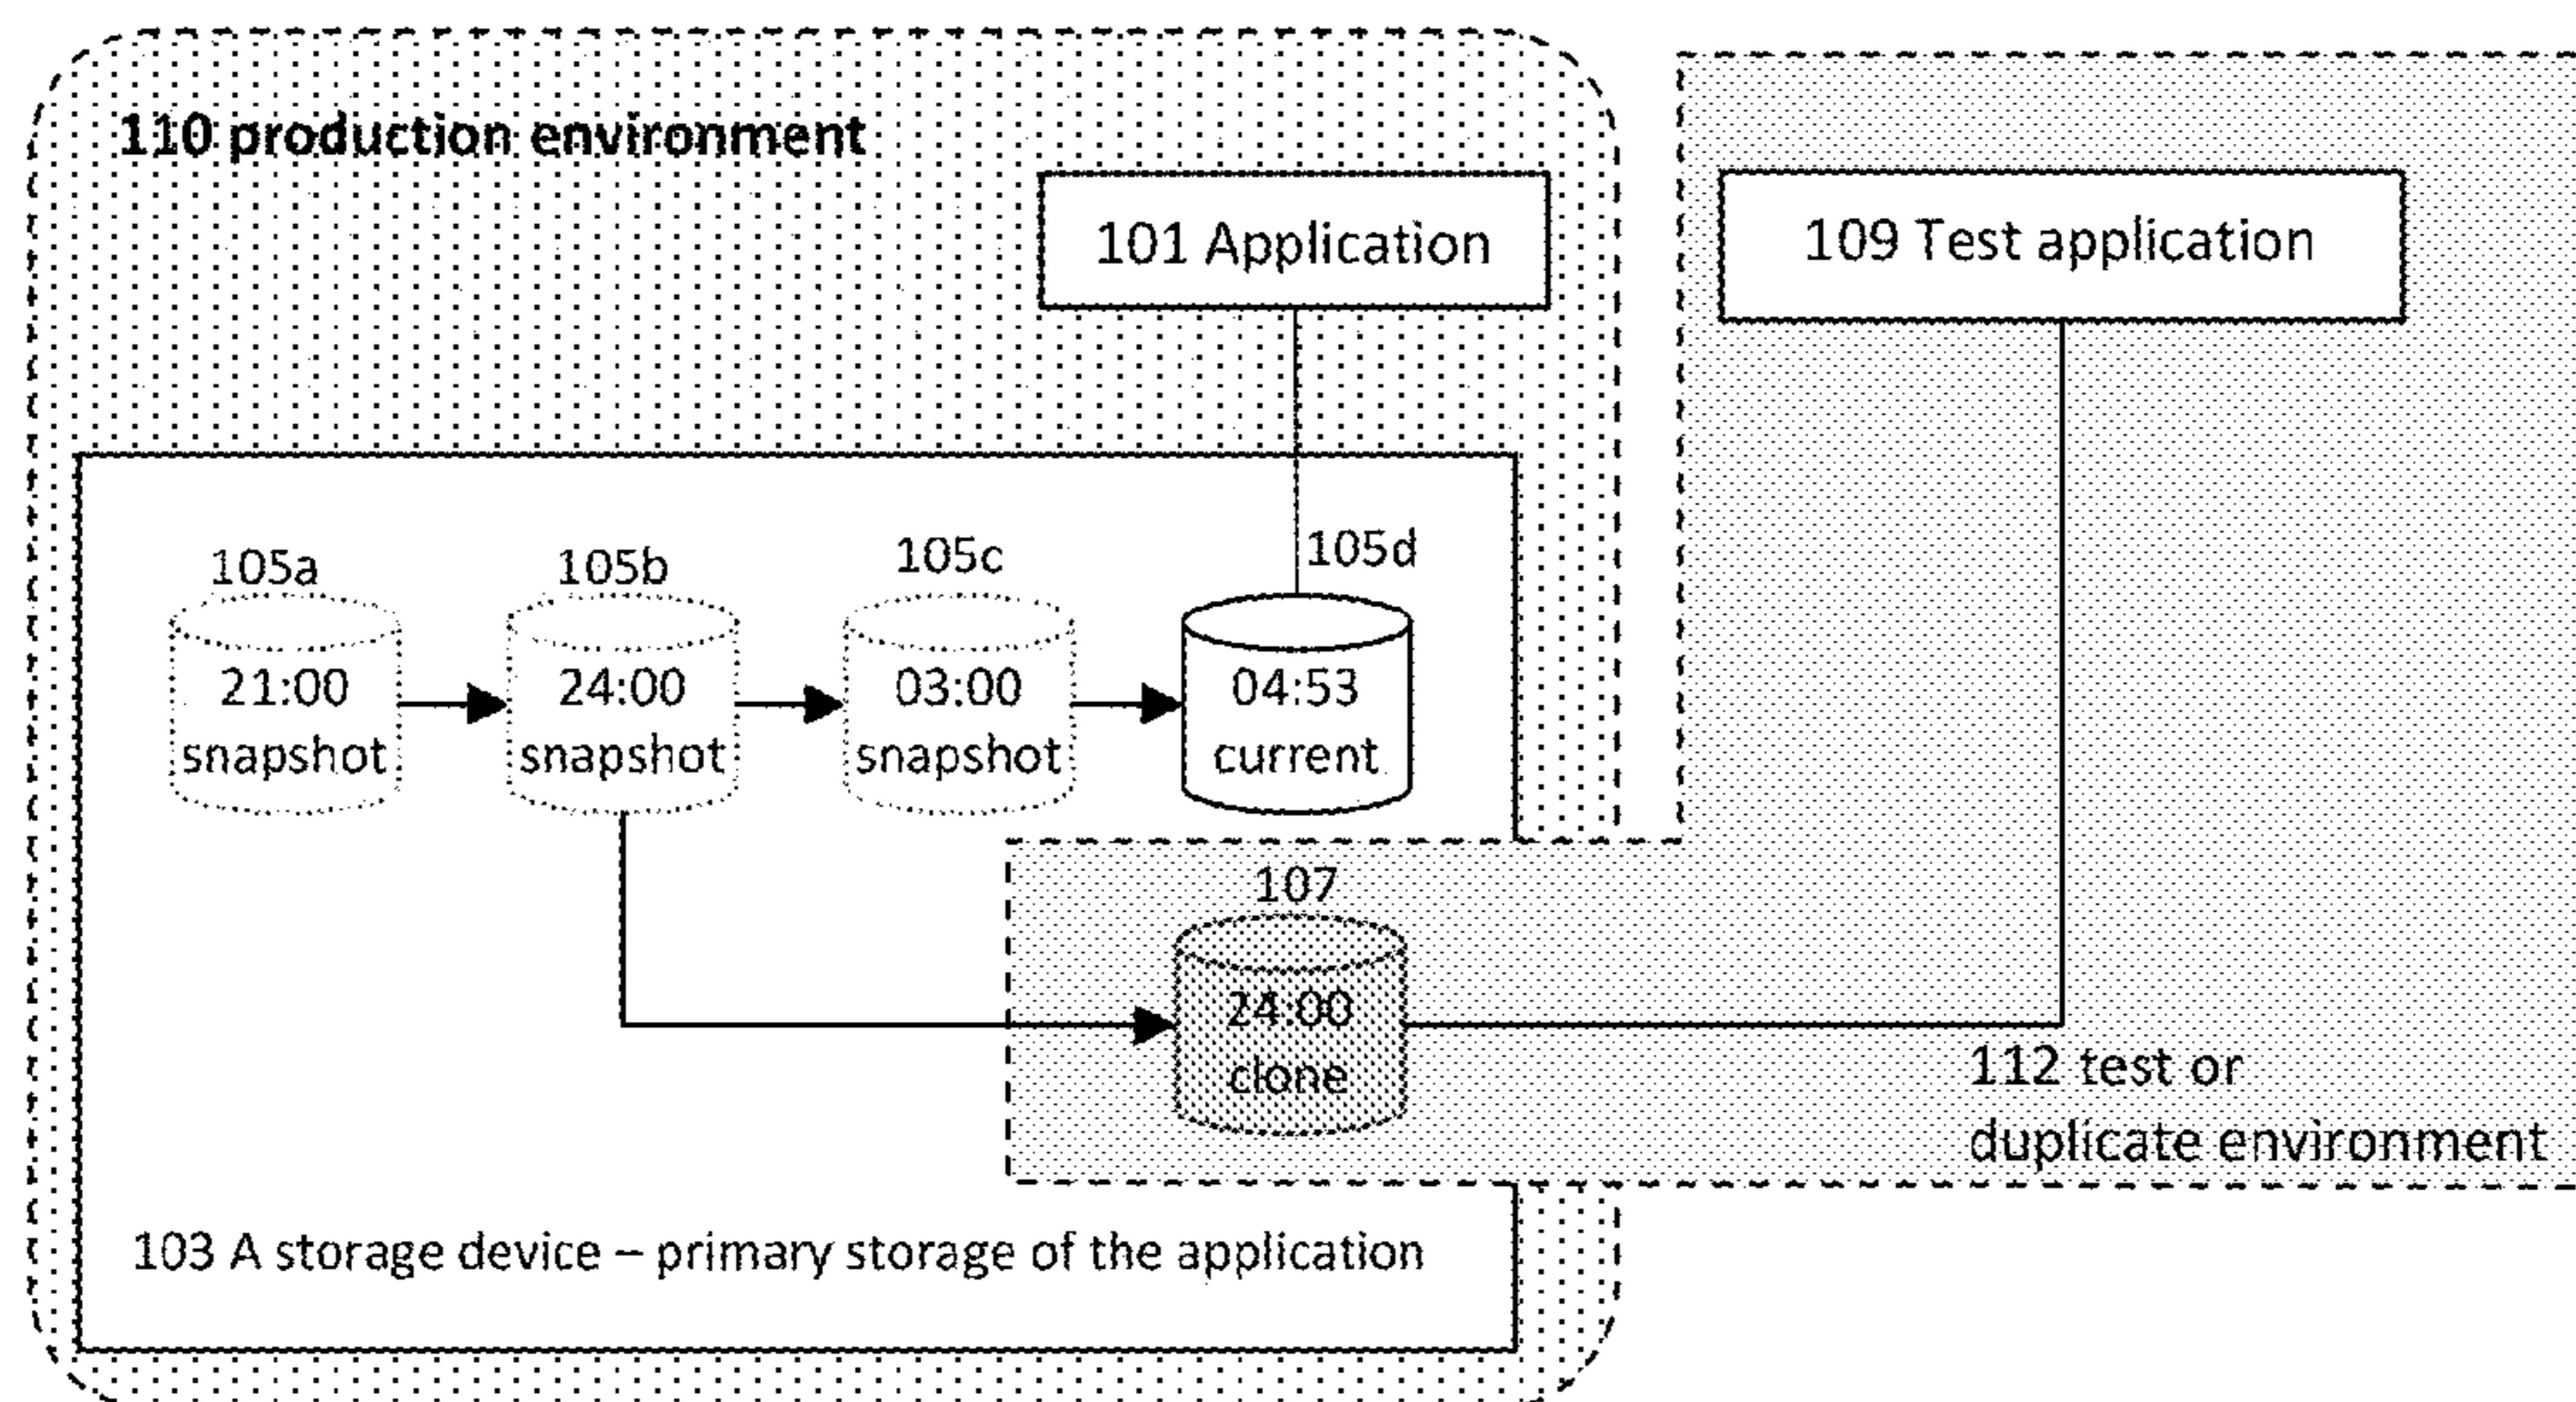 110 production environment
101 Application
109 Test application
105a
105b
105c
105d
21:00
snapshot
24:00
snapshot
03:00
snapshot
04:53
current
107
24:00
clone
112 test or
duplicate environment
103 A storage device – primary storage of the application